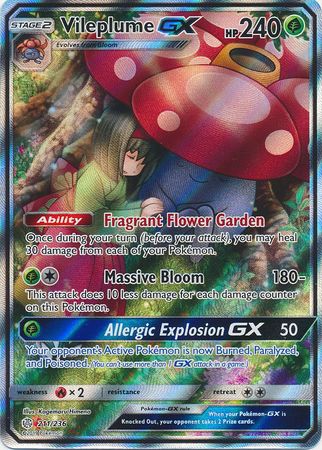 STAGE2 Vileplume GX HP240
Evolves from Gloom
Ability Fragrant Flower Garden
Once during your turn (before your attack), you may heal
30 damage from each of your Pokémon.
Massive Bloom 180-
This attack does 10 less damage for each damage counter
on this Pokémon.
Allergic Explosion GX 50
Your opponent's Active Pokémon is now Burned, Paralyzed,
and Poisoned. (You can't use more than 1 GX attack in a game.)
weakness ×2 resistance retreat
Illus. Kagemaru Himeno
211/236
Pokémon-GX rule
When your Pokémon-GX is
Knocked Out, your opponent takes 2 Prize cards.